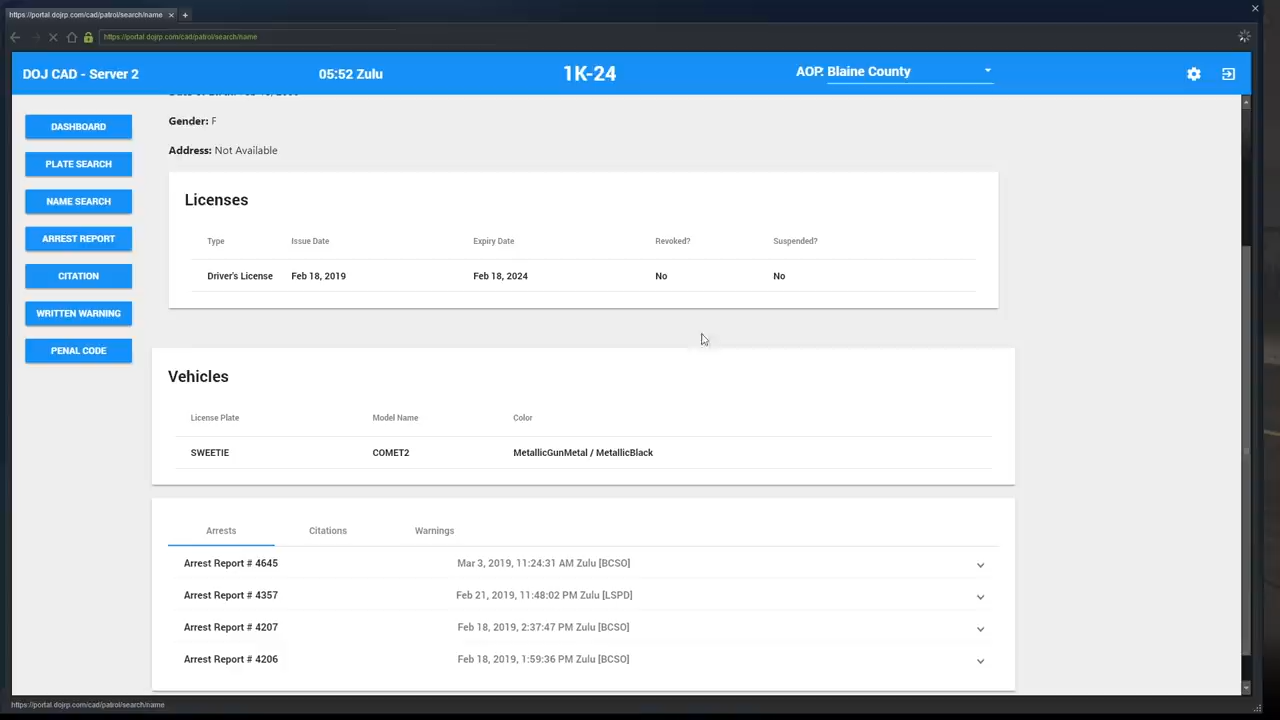 https://portal.dojrp.com/cad/patrol/search/name
https://portal.dojrp.com/cad/patrol/search/name
DOJ CAD - Server 2
05:52 Zulu
1K-24
AOP: Blaine County
DASHBOARD
PLATE SEARCH
NAME SEARCH
ARREST REPORT
CITATION
WRITTEN WARNING
PENAL CODE
Gender: F
Address: Not Available
Licenses
Type Issue Date Expiry Date Revoked? Suspended?
Driver's License Feb 18, 2019 Feb 18, 2024 No No
Vehicles
License Plate Model Name Color
SWEETIE COMET2 MetallicGunMetal / MetallicBlack
Arrests Citations Warnings
Arrest Report # 4645 Mar 3, 2019, 11:24:31 AM Zulu [BCSO]
Arrest Report # 4357 Feb 21, 2019, 11:48:02 PM Zulu [LSPD]
Arrest Report # 4207 Feb 18, 2019, 2:37:47 PM Zulu [BCSO]
Arrest Report # 4206 Feb 18, 2019, 1:59:36 PM Zulu [BCSO]
https://portal.dojrp.com/cad/patrol/search/name